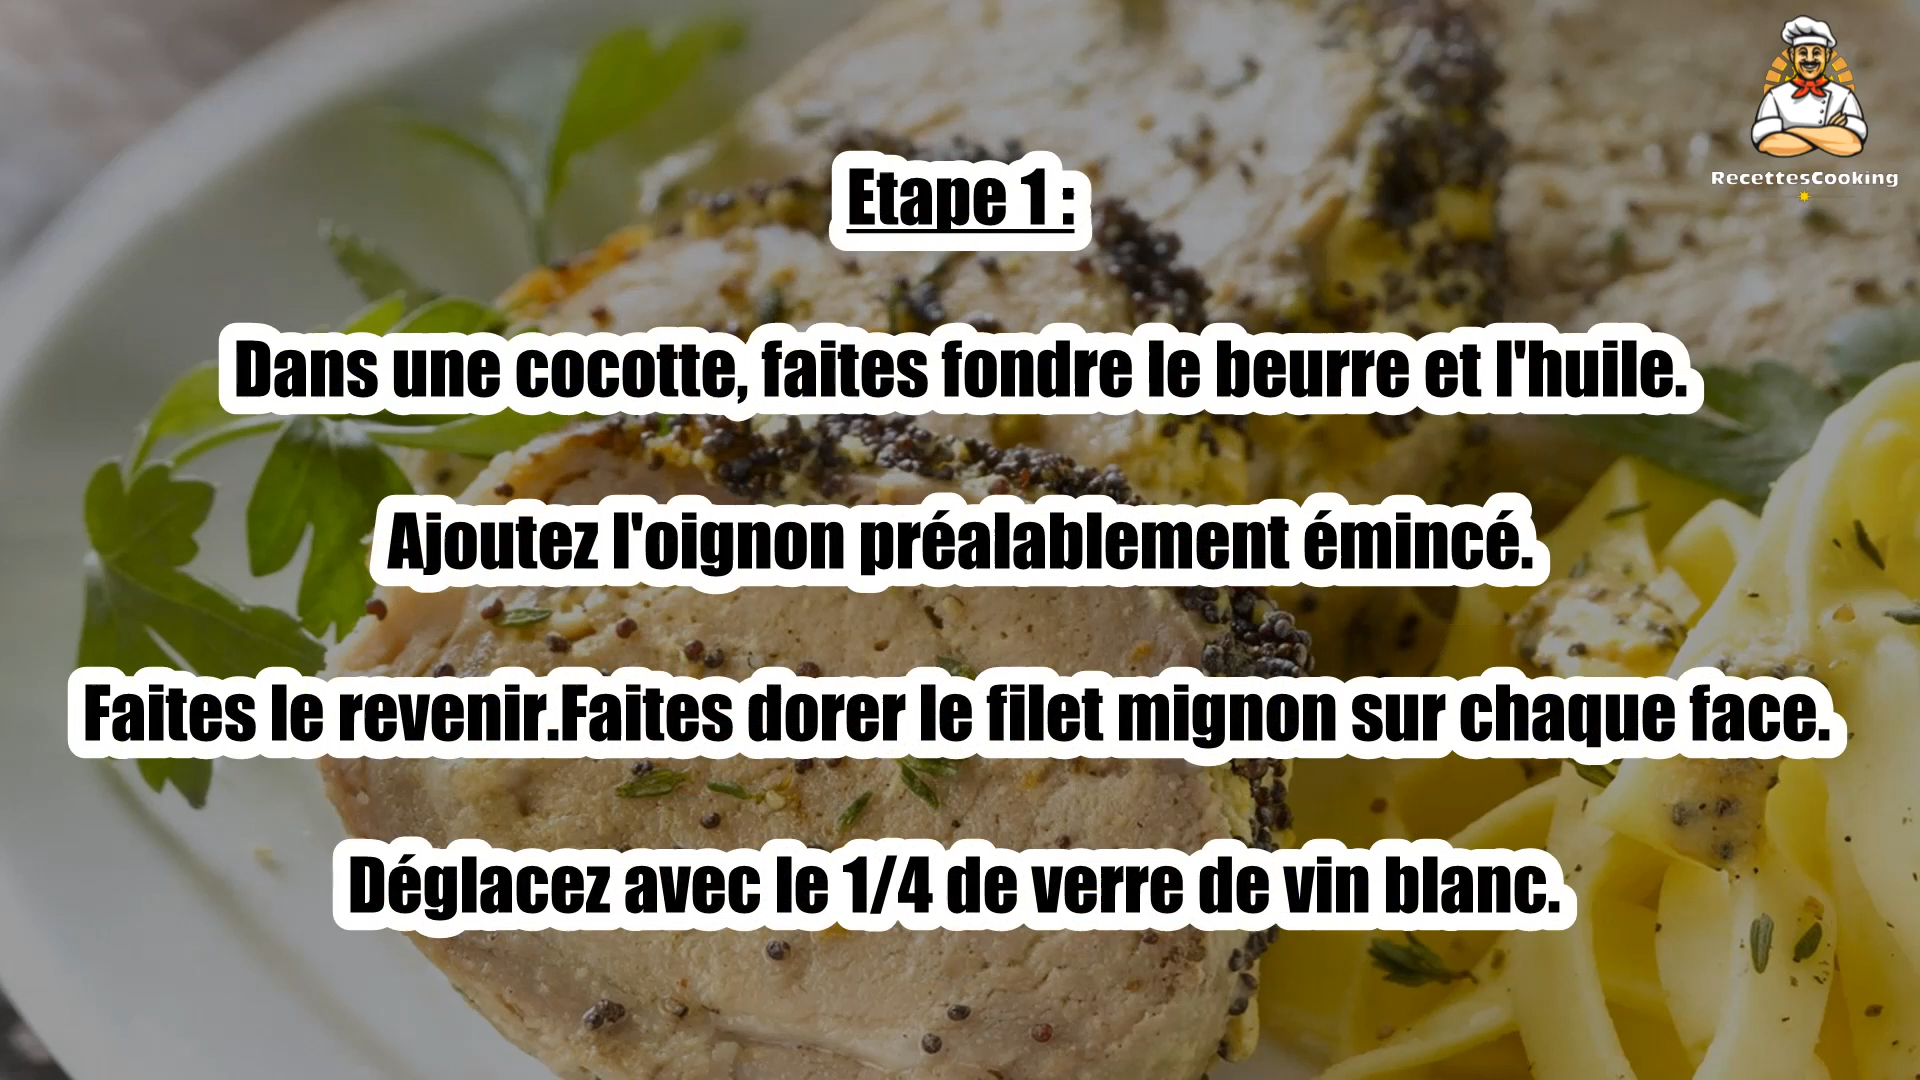 RecettesCooking
Etape 1 :
Dans une cocotte, faites fondre le beurre et l'huile.
Ajoutez l'oignon préalablement émincé.
Faites le revenir.Faites dorer le filet mignon sur chaque face.
Déglacez avec le 1/4 de verre de vin blanc.